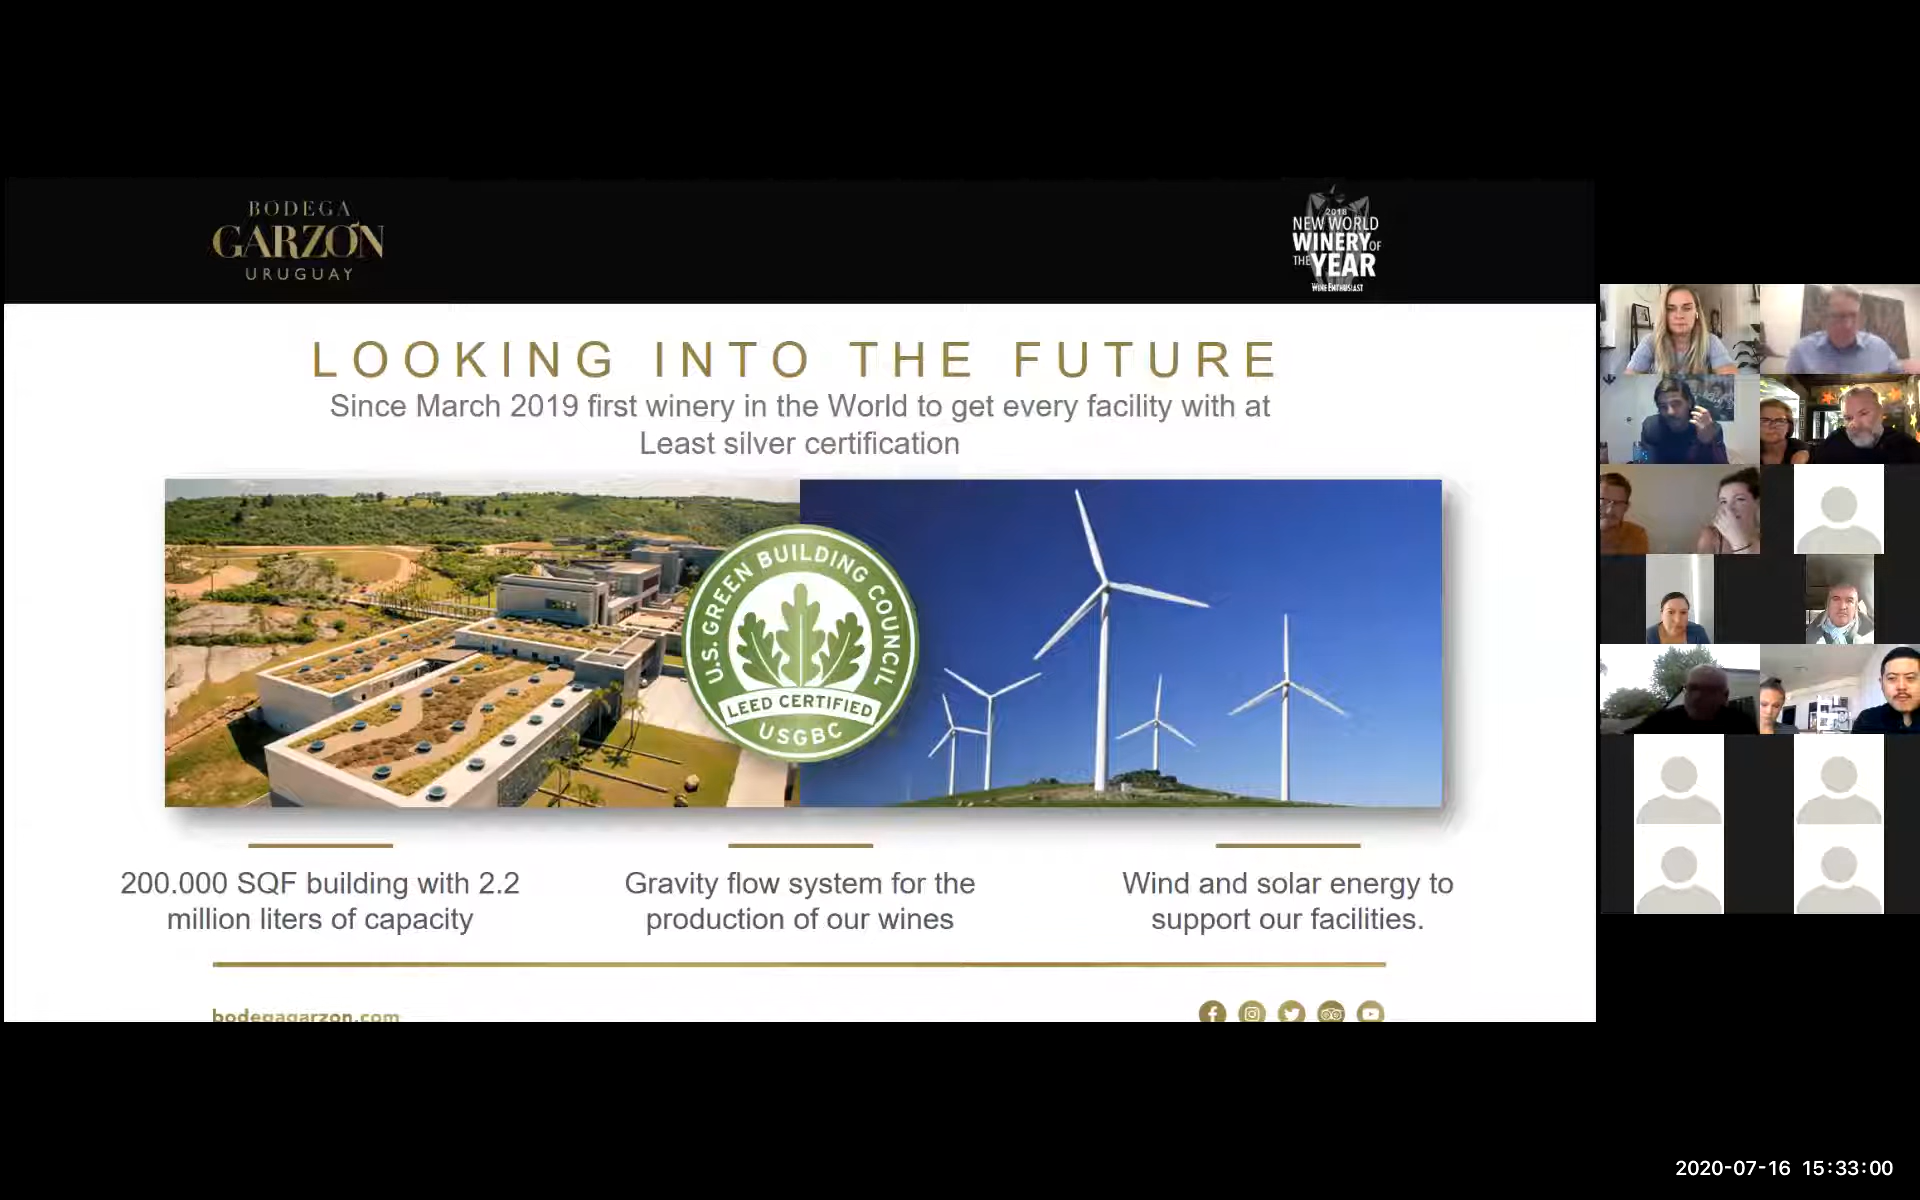 BODEGA
GARZÓN
URUGUAY
2018
NEW WORLD
WINERY OF
THE YEAR
WINE ENTHUSIAST
LOOKING INTO THE FUTURE
Since March 2019 first winery in the World to get every facility with at
Least silver certification
U.S. GREEN BUILDING COUNCIL
LEED CERTIFIED
USGBC
200.000 SQF building with 2.2
million liters of capacity
Gravity flow system for the
production of our wines
Wind and solar energy to
support our facilities.
bodegagarzon.com
2020-07-16 15:33:00